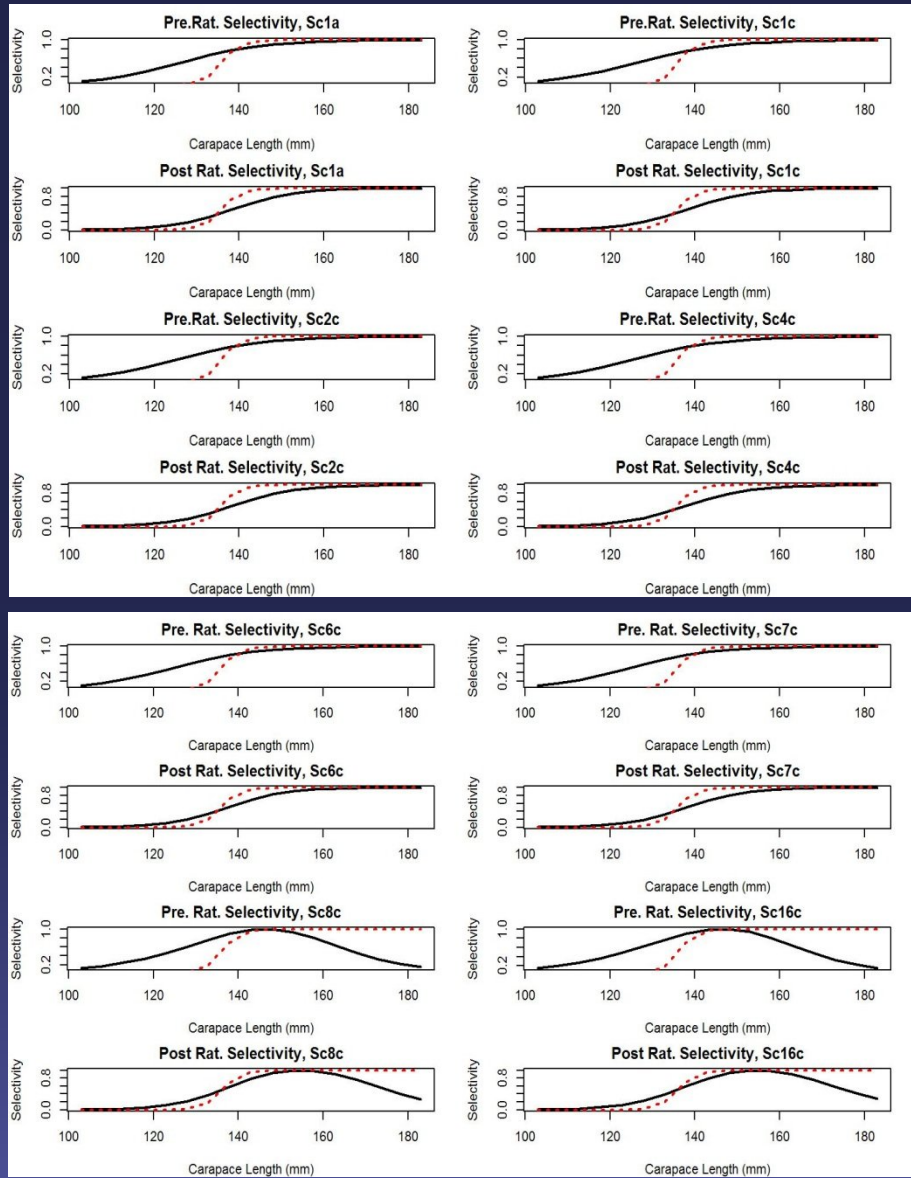 Pre.Rat. Selectivity, Sc1a
Selectivity
1.0
0.2
100 120 140 160 180
Carapace Length (mm)
Pre.Rat. Selectivity, Sc1c
Selectivity
1.0
0.2
100 120 140 160 180
Carapace Length (mm)
Post Rat. Selectivity, Sc1a
Selectivity
0.8
0.0
100 120 140 160 180
Carapace Length (mm)
Post Rat. Selectivity, Sc1c
Selectivity
0.8
0.0
100 120 140 160 180
Carapace Length (mm)
Pre.Rat. Selectivity, Sc2c
Selectivity
1.0
0.2
100 120 140 160 180
Carapace Length (mm)
Pre.Rat. Selectivity, Sc4c
Selectivity
1.0
0.2
100 120 140 160 180
Carapace Length (mm)
Post Rat. Selectivity, Sc2c
Selectivity
0.8
0.0
100 120 140 160 180
Carapace Length (mm)
Post Rat. Selectivity, Sc4c
Selectivity
0.8
0.0
100 120 140 160 180
Carapace Length (mm)
Pre. Rat. Selectivity, Sc6c
Selectivity
1.0
0.2
100 120 140 160 180
Carapace Length (mm)
Pre. Rat. Selectivity, Sc7c
Selectivity
1.0
0.2
100 120 140 160 180
Carapace Length (mm)
Post Rat. Selectivity, Sc6c
Selectivity
0.8
0.0
100 120 140 160 180
Carapace Length (mm)
Post Rat. Selectivity, Sc7c
Selectivity
0.8
0.0
100 120 140 160 180
Carapace Length (mm)
Pre. Rat. Selectivity, Sc8c
Selectivity
1.0
0.2
100 120 140 160 180
Carapace Length (mm)
Pre. Rat. Selectivity, Sc16c
Selectivity
1.0
0.2
100 120 140 160 180
Carapace Length (mm)
Post Rat. Selectivity, Sc8c
Selectivity
0.8
0.0
100 120 140 160 180
Carapace Length (mm)
Post Rat. Selectivity, Sc16c
Selectivity
0.8
0.0
100 120 140 160 180
Carapace Length (mm)